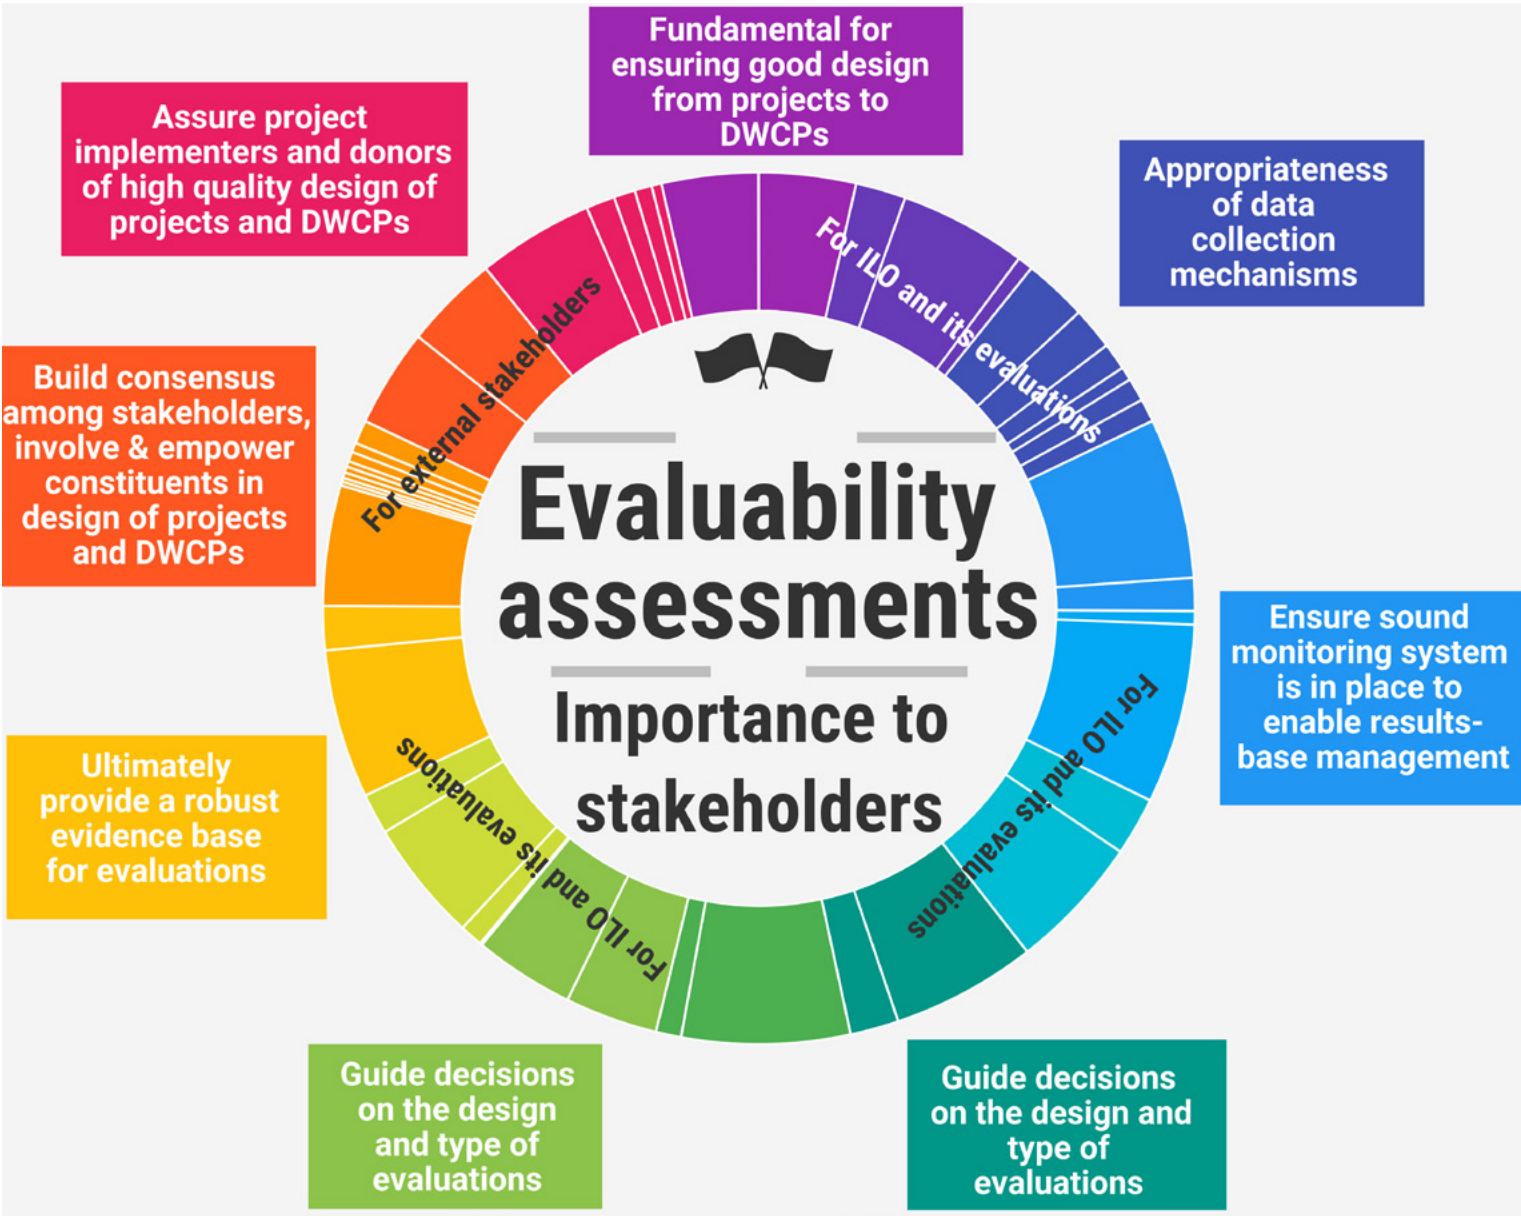 Fundamental for
ensuring good design
from projects to
DWCPs
Assure project
implementers and donors
of high quality design of
projects and DWCPs
Appropriateness
of data
collection
mechanisms
For ILO and its evaluations
For external stakeholders
Build consensus
among stakeholders,
involve & empower
constituents in
design of projects
and DWCPs
Evaluability
assessments
Importance to
stakeholders
Ensure sound
monitoring system
is in place to
enable results-
base management
For ILO and its evaluations
Ultimately
provide a robust
evidence base
for evaluations
For ILO and its evaluations
Guide decisions
on the design
and type of
evaluations
Guide decisions
on the design and
type of
evaluations